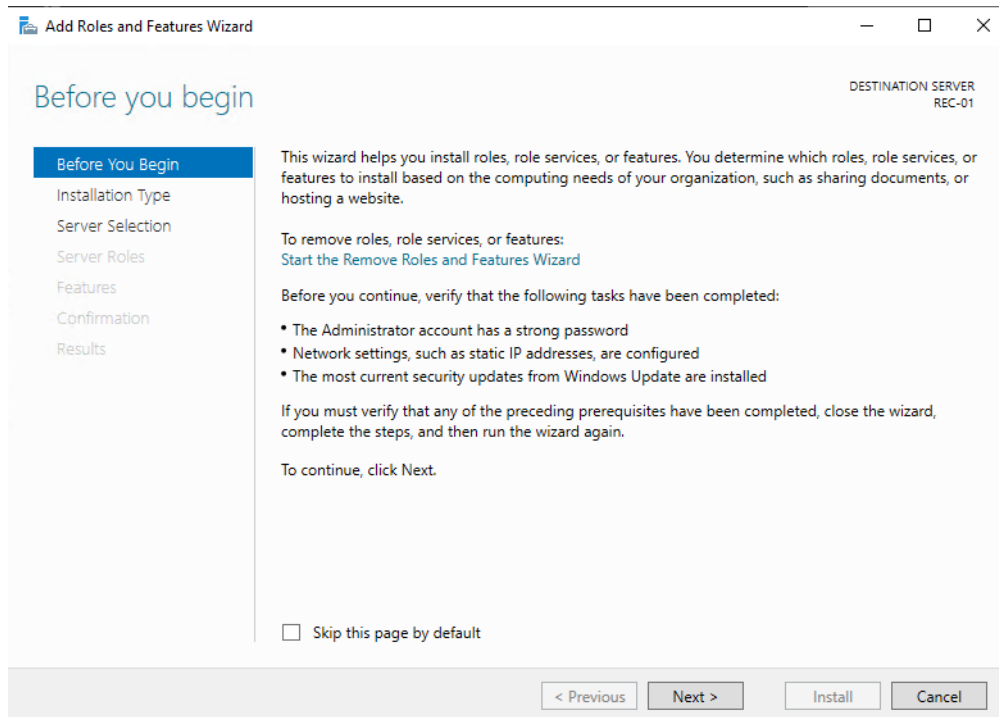 Add Roles and Features Wizard
Before you begin
DESTINATION SERVER
REC-01
Before You Begin
Installation Type
Server Selection
Server Roles
Features
Confirmation
Results
This wizard helps you install roles, role services, or features. You determine which roles, role services, or
features to install based on the computing needs of your organization, such as sharing documents, or
hosting a website.
To remove roles, role services, or features:
Start the Remove Roles and Features Wizard
Before you continue, verify that the following tasks have been completed:
• The Administrator account has a strong password
• Network settings, such as static IP addresses, are configured
• The most current security updates from Windows Update are installed
If you must verify that any of the preceding prerequisites have been completed, close the wizard,
complete the steps, and then run the wizard again.
To continue, click Next.
Skip this page by default
< Previous
Next >
Install
Cancel